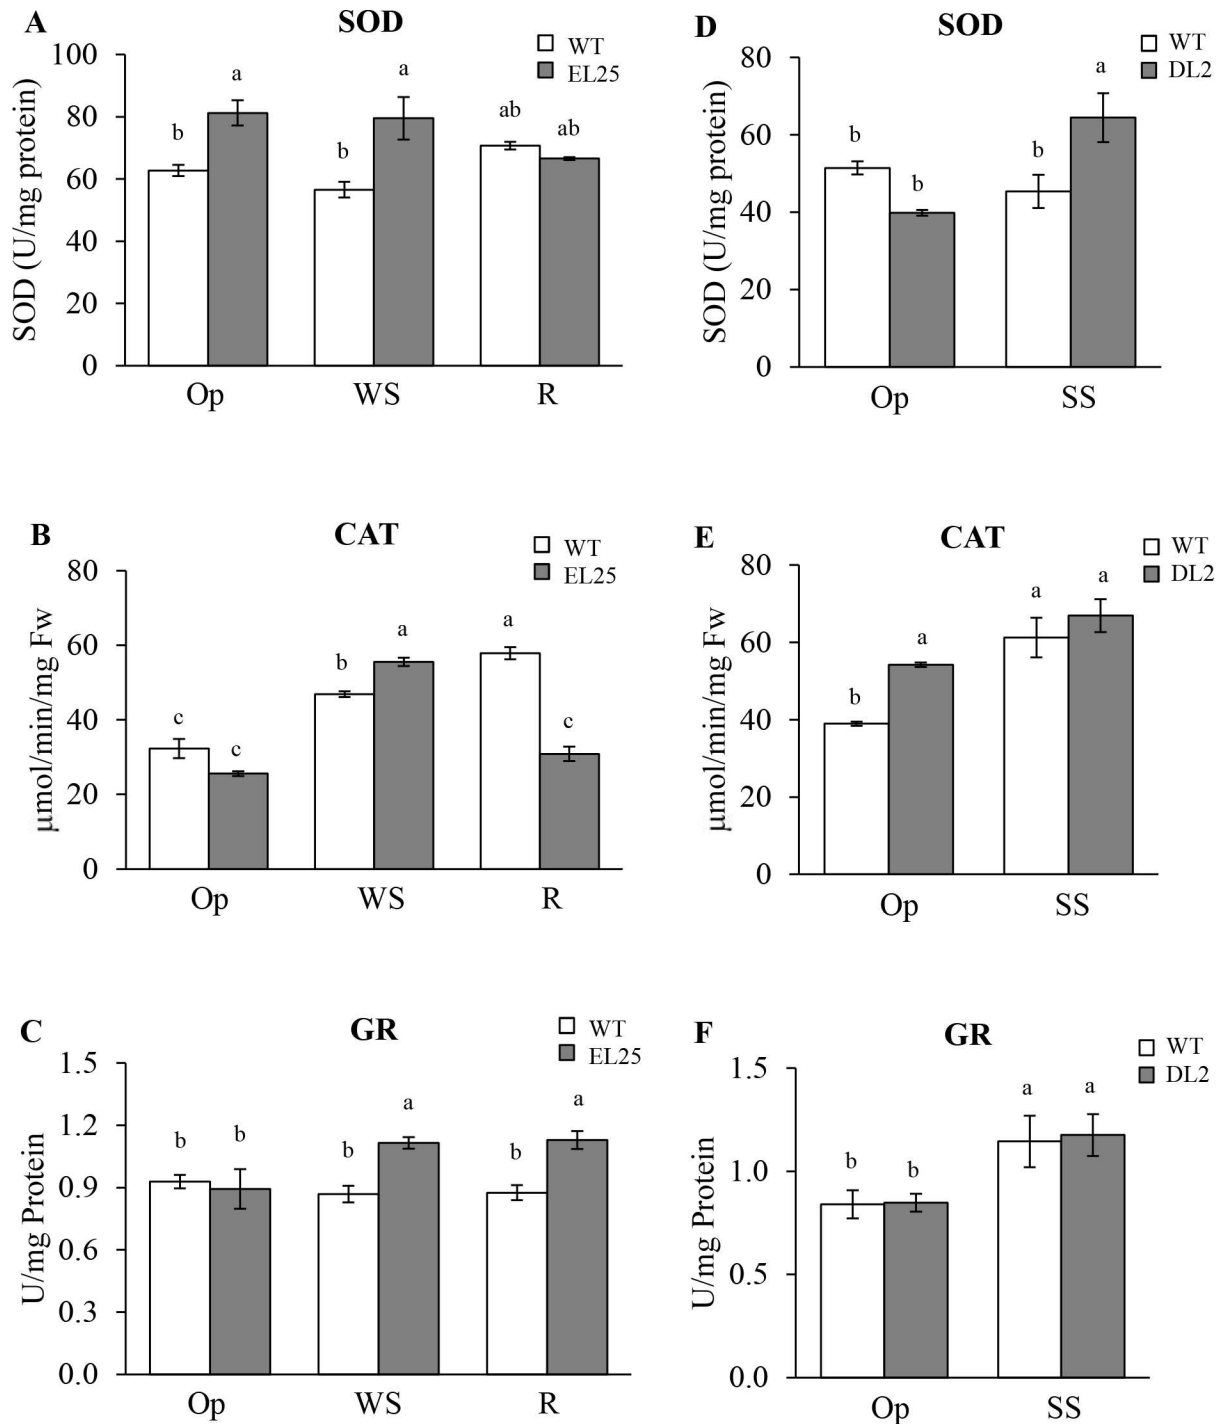 A
SOD
WT
EL25
SOD (U/mg protein)
100
80
60
40
20
0
b
a
b
a
ab
ab
Op
WS
R
D
SOD
WT
DL2
SOD (U/mg protein)
80
60
40
20
0
b
b
b
a
Op
SS
B
CAT
WT
EL25
µmol/min/mg Fw
80
60
40
20
0
c
c
b
a
a
c
Op
WS
R
E
CAT
WT
DL2
µmol/min/mg Fw
80
60
40
20
0
b
a
a
a
Op
SS
C
GR
WT
EL25
U/mg Protein
1.5
1.2
0.9
0.6
0.3
0.0
b
b
b
a
b
a
Op
WS
R
F
GR
WT
DL2
U/mg Protein
1.5
1.0
0.5
0.0
b
b
a
a
Op
SS